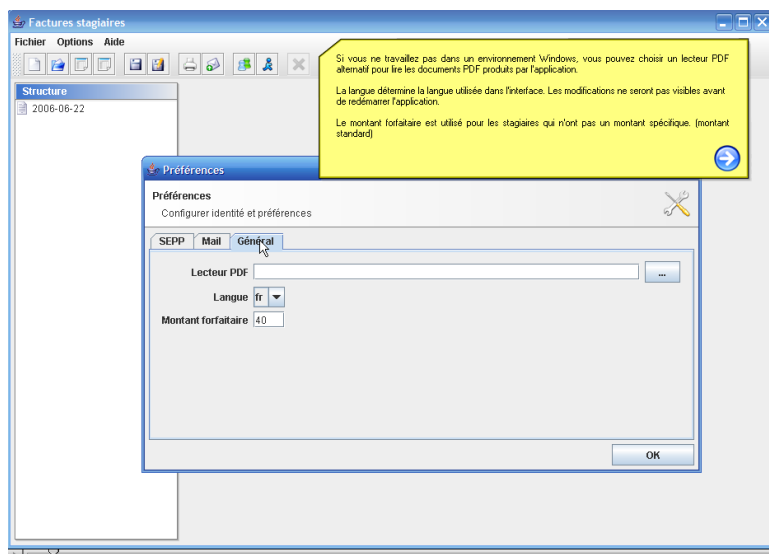 Factures stagiaires
Fichier Options Aide
Si vous ne travaillez pas dans un environnement Windows, vous pouvez choisir un lecteur PDF
alternatif pour lire les documents PDF produits par l'application.
La langue détermine la langue utilisée dans l'interface. Les modifications ne seront pas visibles avant
de redémarrer l'application.
Le montant forfaitaire est utilisé pour les stagiaires qui n'ont pas un montant spécifique. (montant
standard)
Structure
2006-06-22
Préférences
Préférences
Configurer identité et préférences
SEPP Mail Général
Lecteur PDF
...
Langue fr
Montant forfaitaire 40
OK